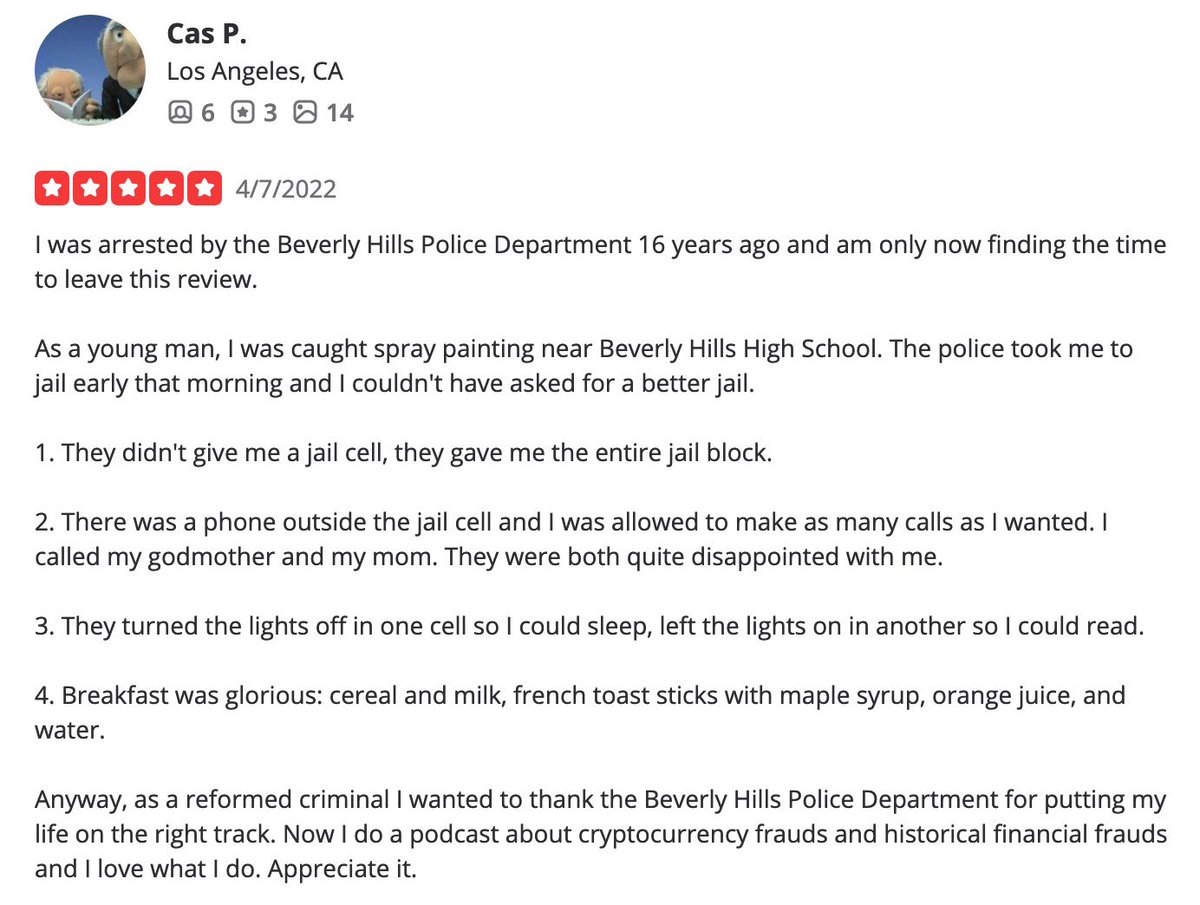 Cas P.
Los Angeles, CA
6 3 14
4/7/2022
I was arrested by the Beverly Hills Police Department 16 years ago and am only now finding the time
to leave this review.
As a young man, I was caught spray painting near Beverly Hills High School. The police took me to
jail early that morning and I couldn't have asked for a better jail.
1. They didn't give me a jail cell, they gave me the entire jail block.
2. There was a phone outside the jail cell and I was allowed to make as many calls as I wanted. I
called my godmother and my mom. They were both quite disappointed with me.
3. They turned the lights off in one cell so I could sleep, left the lights on in another so I could read.
4. Breakfast was glorious: cereal and milk, french toast sticks with maple syrup, orange juice, and
water.
Anyway, as a reformed criminal I wanted to thank the Beverly Hills Police Department for putting my
life on the right track. Now I do a podcast about cryptocurrency frauds and historical financial frauds
and I love what I do. Appreciate it.